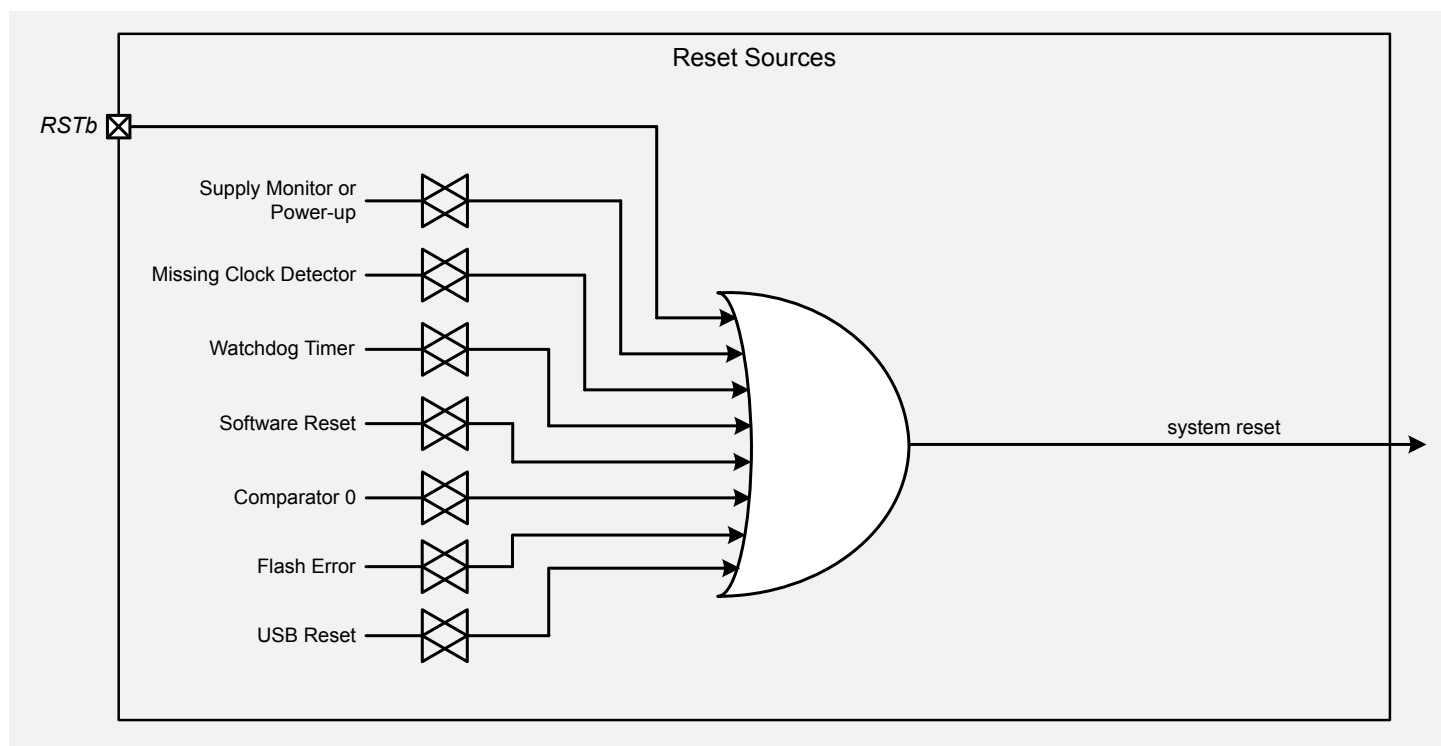 Reset Sources
RSTb
Supply Monitor or
Power-up
Missing Clock Detector
Watchdog Timer
Software Reset
Comparator 0
Flash Error
USB Reset
system reset